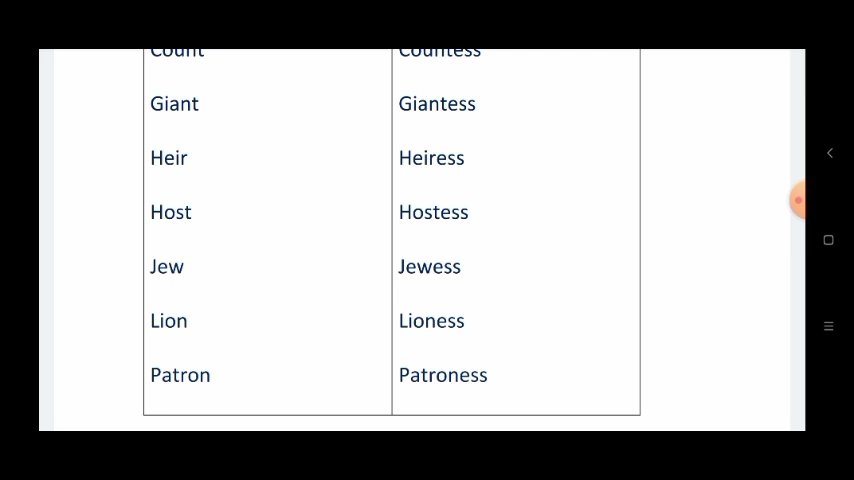 Count Countess
Giant Giantess
Heir Heiress
Host Hostess
Jew Jewess
Lion Lioness
Patron Patroness